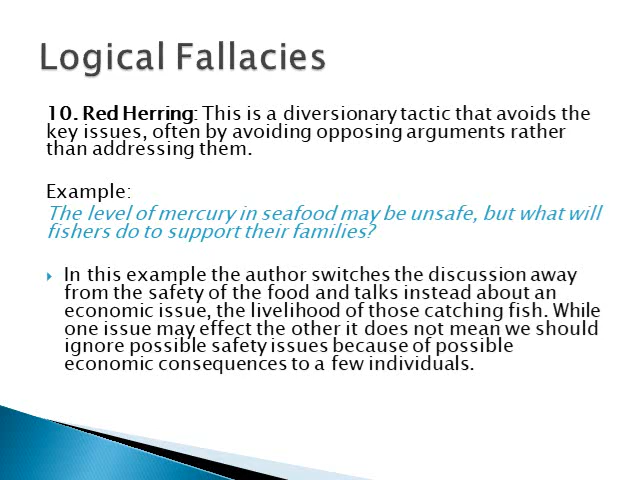 Logical Fallacies
10. Red Herring: This is a diversionary tactic that avoids the
key issues, often by avoiding opposing arguments rather
than addressing them.
Example:
The level of mercury in seafood may be unsafe, but what will
fishers do to support their families?
In this example the author switches the discussion away
from the safety of the food and talks instead about an
economic issue, the livelihood of those catching fish. While
one issue may effect the other it does not mean we should
ignore possible safety issues because of possible
economic consequences to a few individuals.